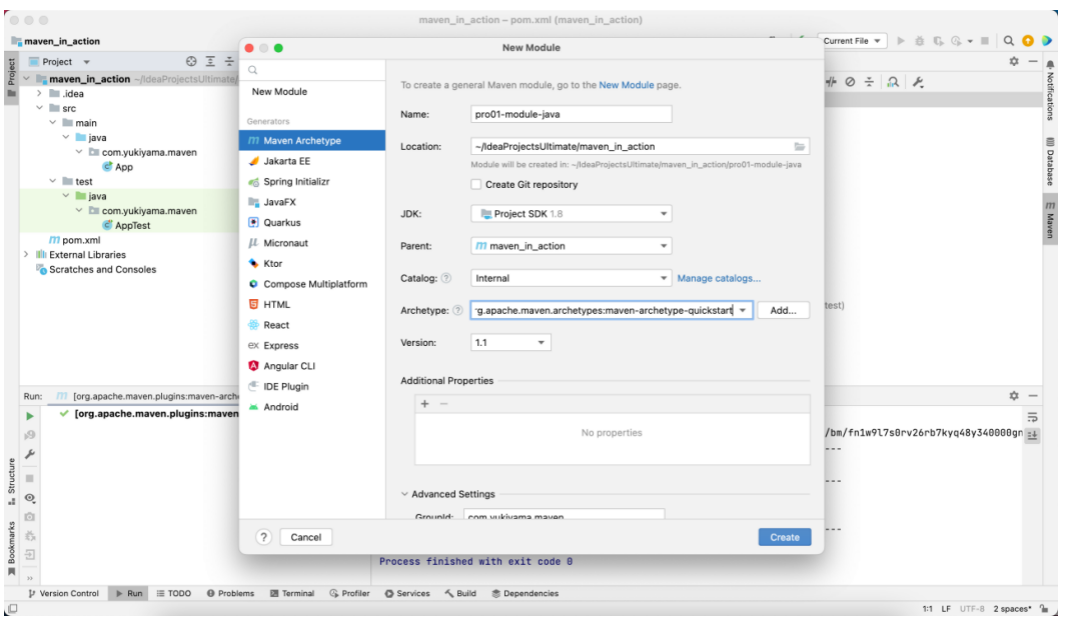 maven_in_action – pom.xml (maven_in_action)
maven_in_action
Current File
Project
maven_in_action ~/IdeaProjectsUltimate/
.idea
src
main
java
com.yukiyama.maven
App
test
java
com.yukiyama.maven
AppTest
pom.xml
External Libraries
Scratches and Consoles
Project
Structure
Bookmarks
New Module
New Module
Generators
Maven Archetype
Jakarta EE
Spring Initializr
JavaFX
Quarkus
Micronaut
Ktor
Compose Multiplatform
HTML
React
ex Express
Angular CLI
IDE Plugin
Android
To create a general Maven module, go to the New Module page.
Name: pro01-module-java
Location: ~/IdeaProjectsUltimate/maven_in_action
Module will be created in: ~/IdeaProjectsUltimate/maven_in_action/pro01-module-java
Create Git repository
JDK: Project SDK 1.8
Parent: maven_in_action
Catalog: ? Internal Manage catalogs...
Archetype: ? g.apache.maven.archetypes:maven-archetype-quickstart Add...
Version: 1.1
Additional Properties
No properties
Advanced Settings
GroupId: com.yukiyama.maven
? Cancel Create
Notifications
Database
Maven
test)
Run: [org.apache.maven.plugins:maven-arch
[org.apache.maven.plugins:maven
/bm/fn1w9l7s0rv26rb7kyq48y340000gn
---
---
---
Process finished with exit code 0
Version Control Run TODO Problems Terminal Profiler Services Build Dependencies
1:1 LF UTF-8 2 spaces*